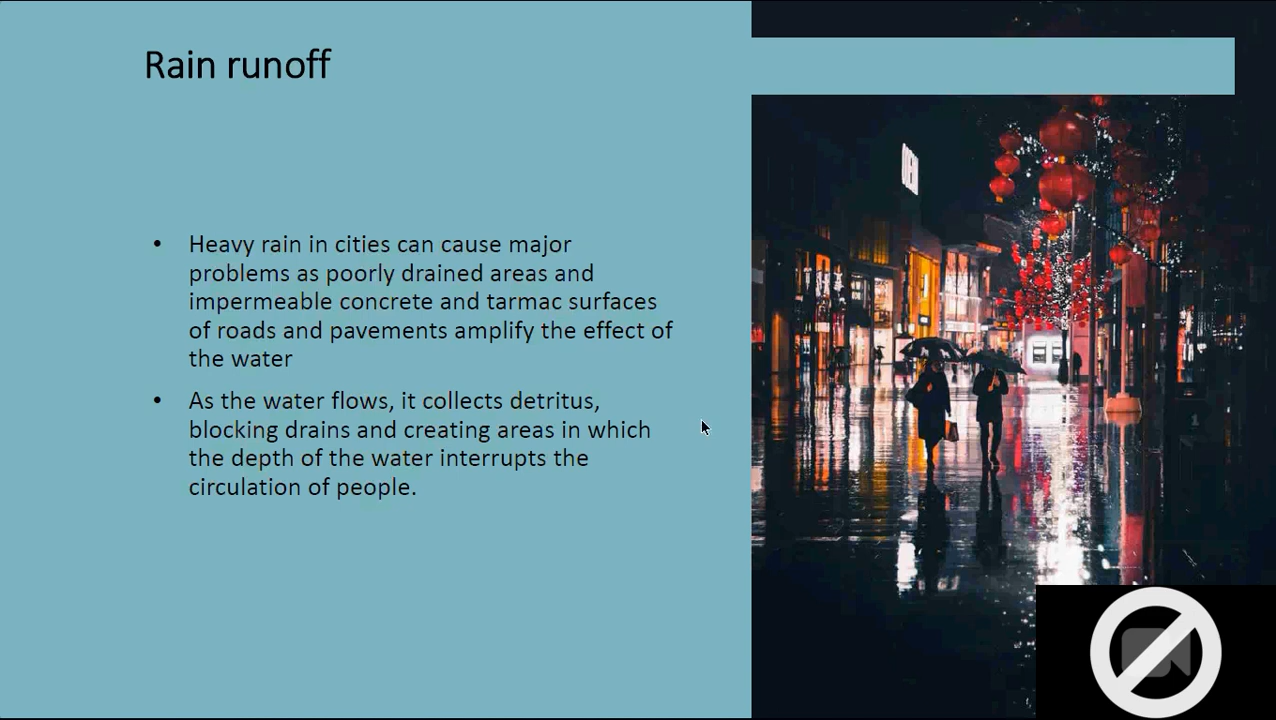 Rain runoff
• Heavy rain in cities can cause major
problems as poorly drained areas and
impermeable concrete and tarmac surfaces
of roads and pavements amplify the effect of
the water
• As the water flows, it collects detritus,
blocking drains and creating areas in which
the depth of the water interrupts the
circulation of people.
1